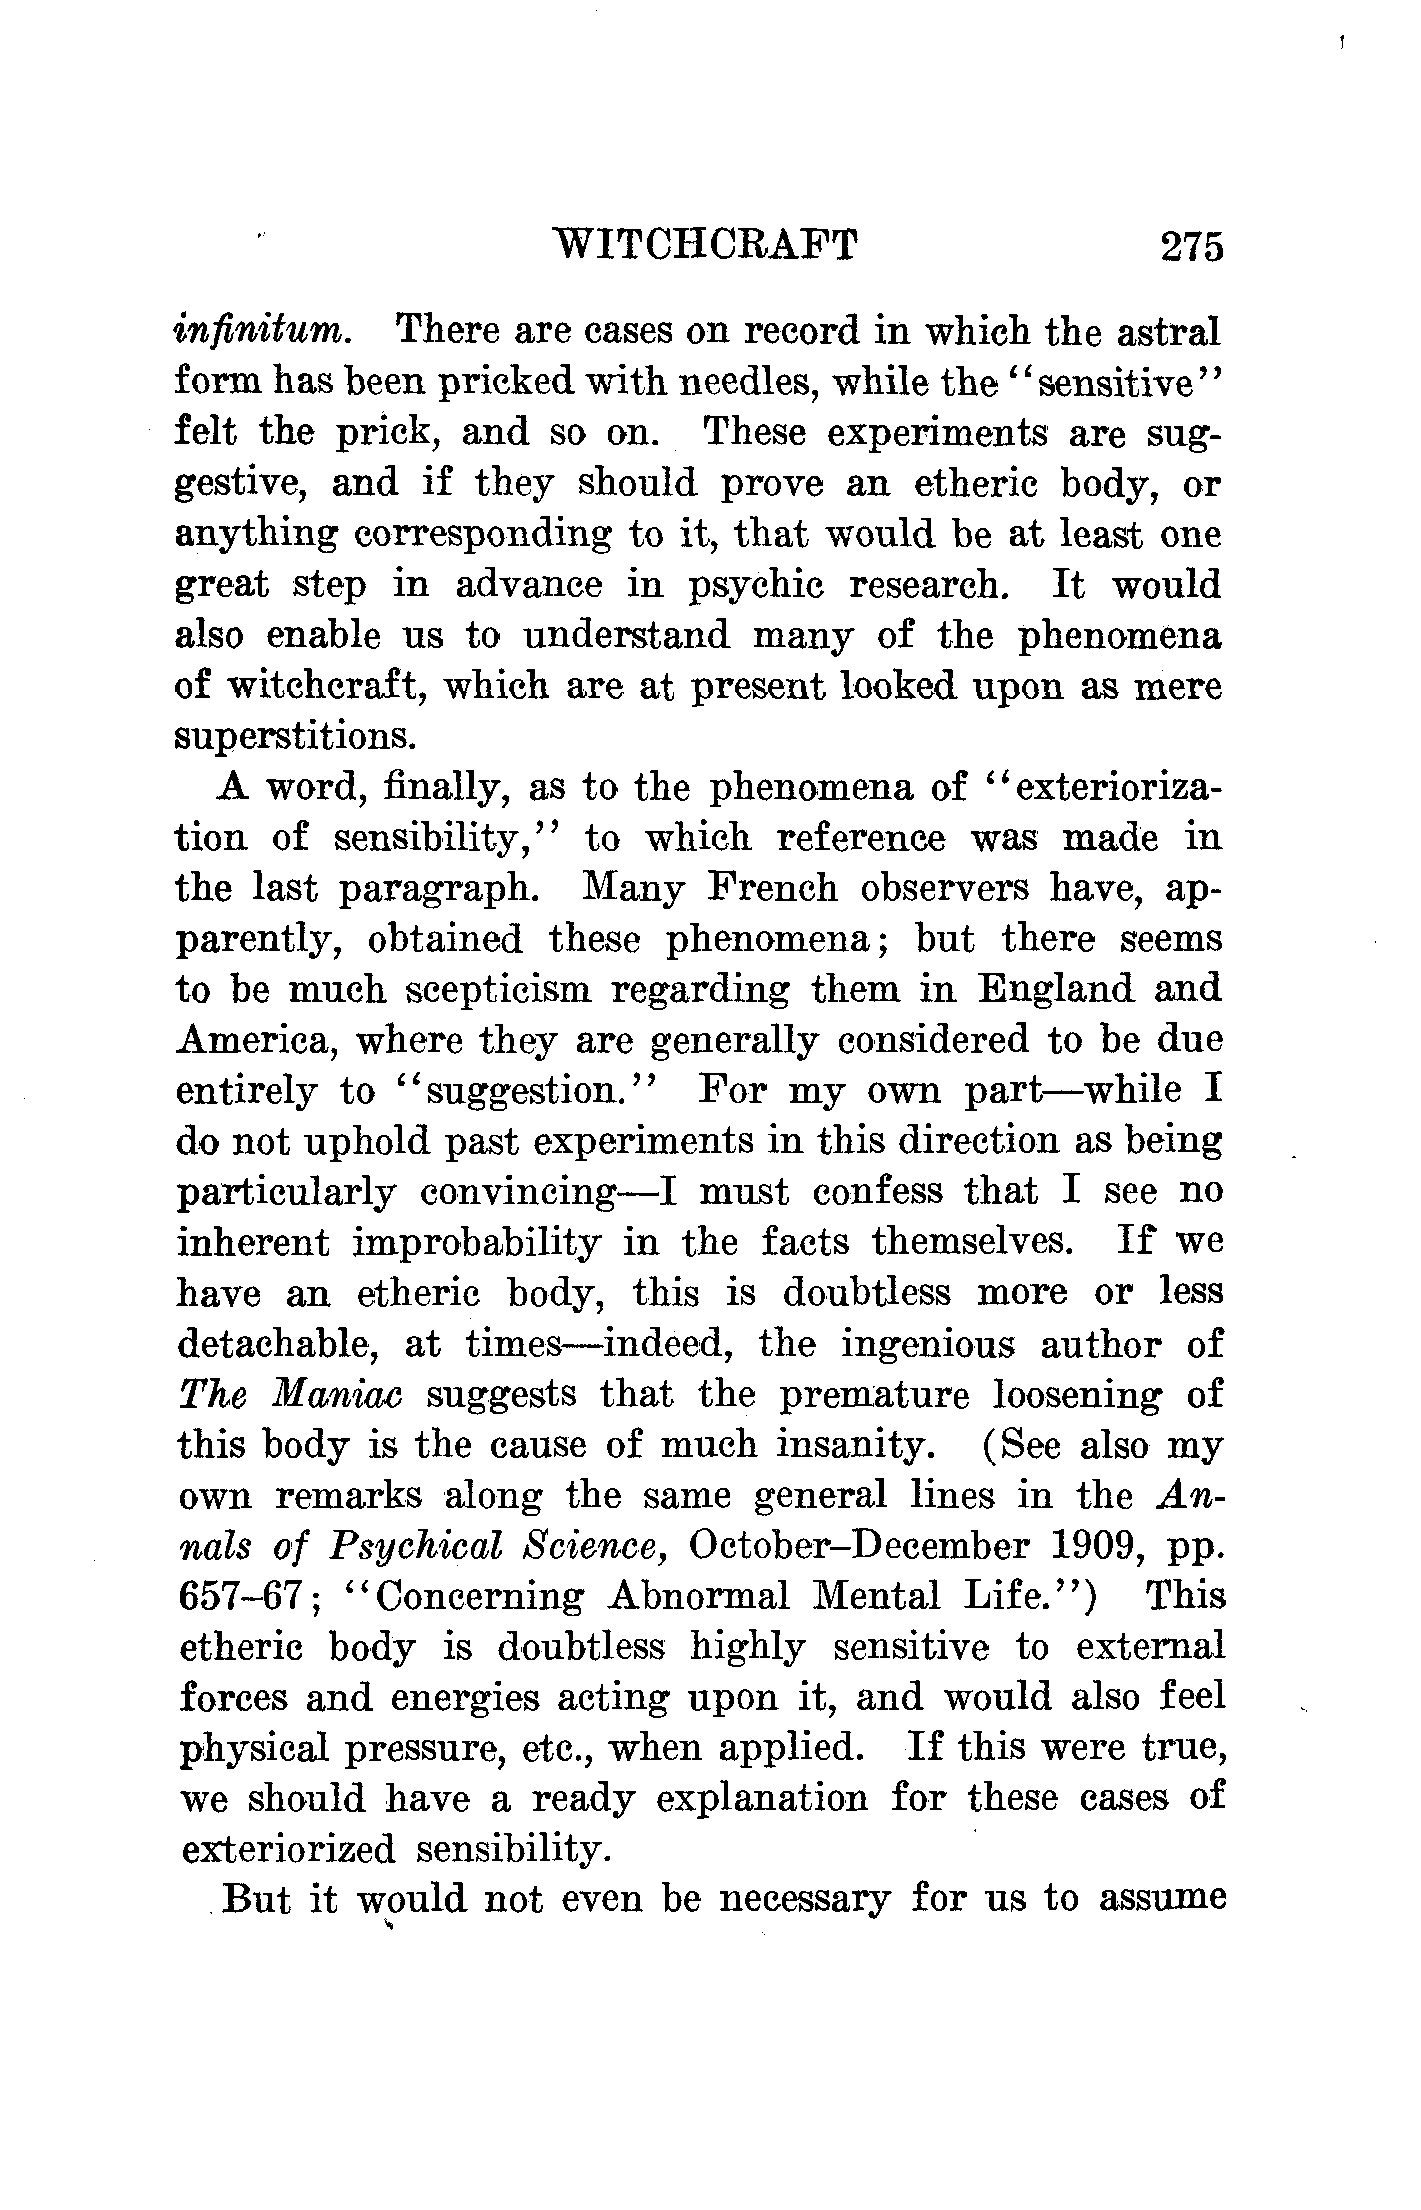 WITCHCRAFT 275
infinitum. There are cases on record in which the astral
form has been pricked with needles, while the "sensitive"
felt the prick, and so on. These experiments are sug-
gestive, and if they should prove an etheric body, or
anything corresponding to it, that would be at least one
great step in advance in psychic research. It would
also enable us to understand many of the phenomena
of witchcraft, which are at present looked upon as mere
superstitions.
A word, finally, as to the phenomena of "exterioriza-
tion of sensibility," to which reference was made in
the last paragraph. Many French observers have, ap-
parently, obtained these phenomena; but there seems
to be much scepticism regarding them in England and
America, where they are generally considered to be due
entirely to "suggestion." For my own part—while I
do not uphold past experiments in this direction as being
particularly convincing—I must confess that I see no
inherent improbability in the facts themselves. If we
have an etheric body, this is doubtless more or less
detachable, at times—indeed, the ingenious author of
The Maniac suggests that the premature loosening of
this body is the cause of much insanity. (See also my
own remarks along the same general lines in the An-
nals of Psychical Science, October–December 1909, pp.
657–67; "Concerning Abnormal Mental Life.") This
etheric body is doubtless highly sensitive to external
forces and energies acting upon it, and would also feel
physical pressure, etc., when applied. If this were true,
we should have a ready explanation for these cases of
exteriorized sensibility.
But it would not even be necessary for us to assume